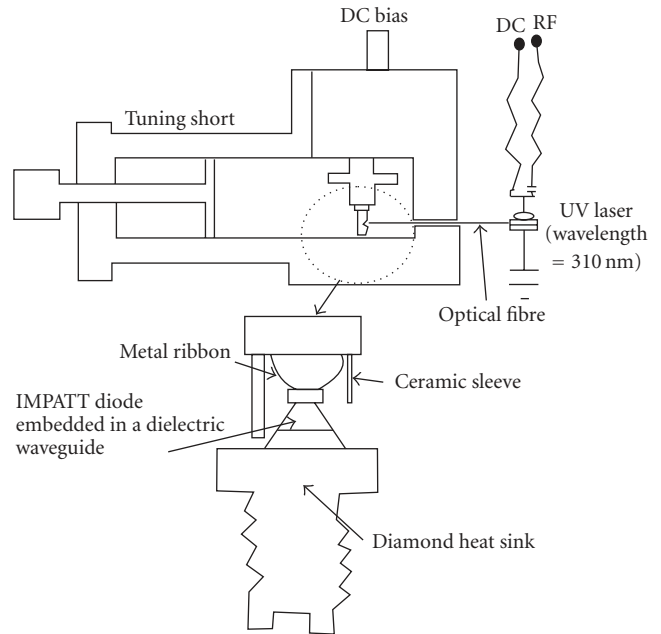 DC bias
DC RF
Tuning short
UV laser
(wavelength
= 310 nm)
Optical fibre
Metal ribbon
Ceramic sleeve
IMPATT diode
embedded in a dielectric
waveguide
Diamond heat sink